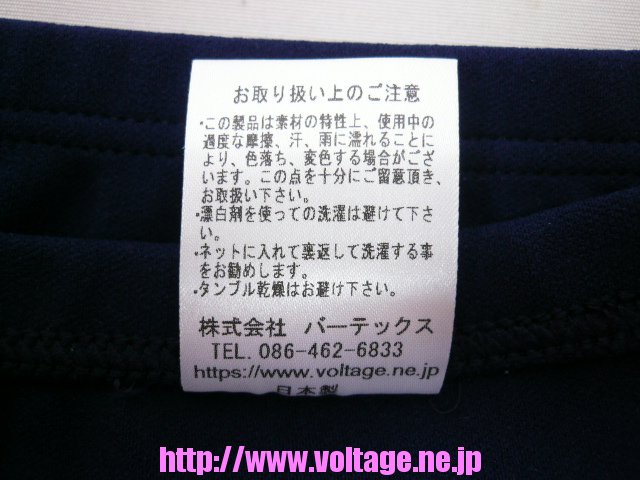 お取り扱い上のご注意
・この製品は素材の特性上、使用中の
過度な摩擦、汗、雨に濡れることに
より、色落ち、変色する場合がござ
います。この点を十分にご留意頂き、
お取扱い下さい。
・漂白剤を使っての洗濯は避けて下さ
い。
・ネットに入れて裏返して洗濯する事
をお勧めします。
・タンブル乾燥はお避け下さい。
株式会社 バーテックス
TEL. 086-462-6833
https://www.voltage.ne.jp
日本製
http://www.voltage.ne.jp